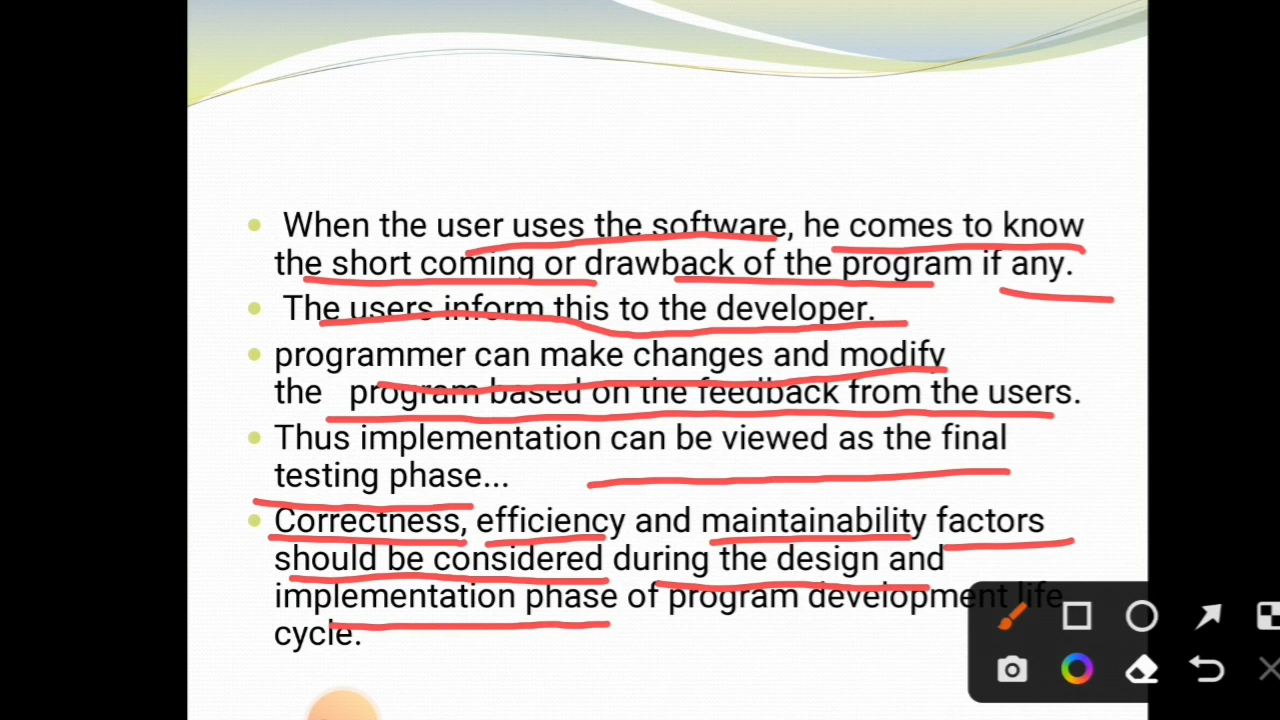 When the user uses the software, he comes to know
the short coming or drawback of the program if any.
The users inform this to the developer.
programmer can make changes and modify
the program based on the feedback from the users.
Thus implementation can be viewed as the final
testing phase...
Correctness, efficiency and maintainability factors
should be considered during the design and
implementation phase of program development life
cycle.